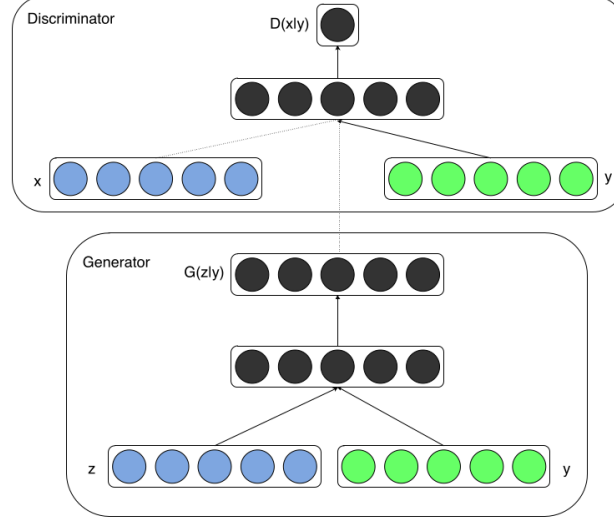 Discriminator
D(x|y)
x
y
Generator
G(z|y)
z
y